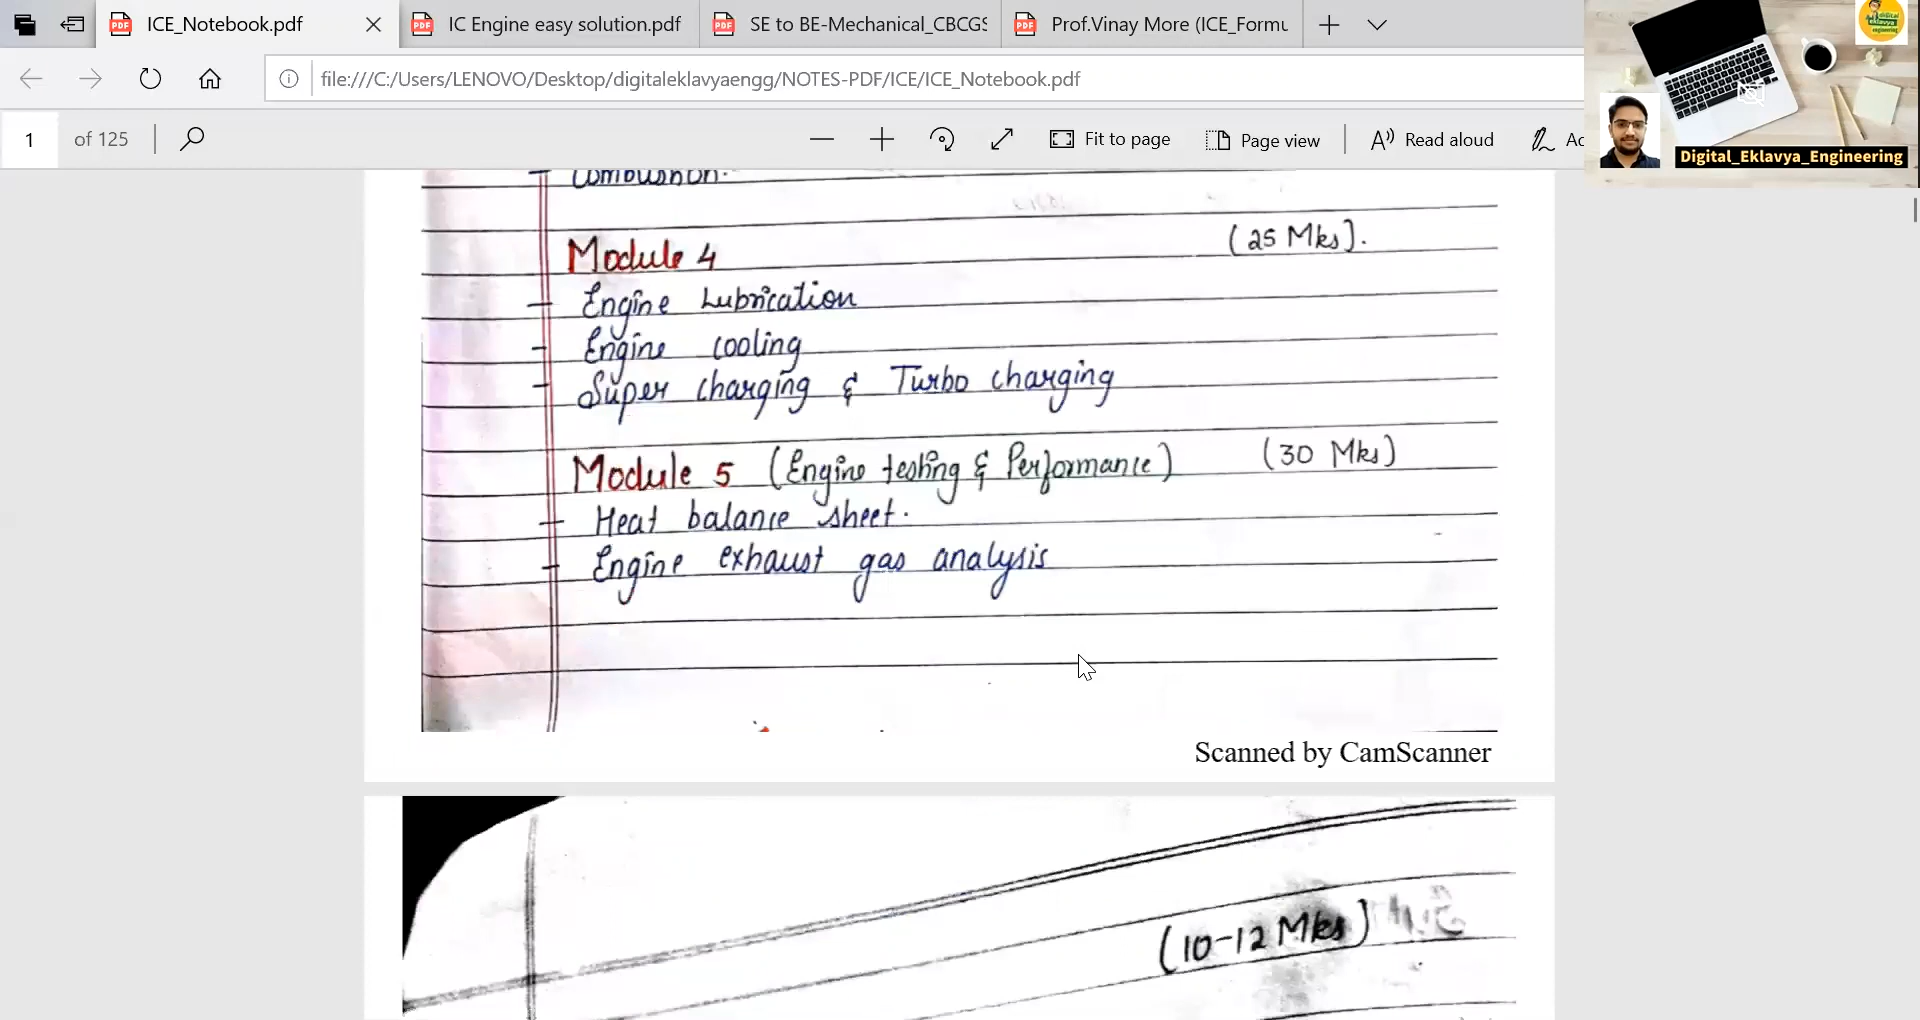 ICE_Notebook.pdf
IC Engine easy solution.pdf
SE to BE-Mechanical_CBCGS
Prof.Vinay More (ICE_Formu
file:///C:/Users/LENOVO/Desktop/digitaleklavyaengg/NOTES-PDF/ICE/ICE_Notebook.pdf
1 of 125
Fit to page
Page view
Read aloud
Digital_Eklavya_Engineering
Combustion.
Module 4 (25 Mks).
- Engine Lubrication
- Engine cooling
- Super charging & Turbo charging
Module 5 (Engine testing & Performance) (30 Mks)
- Heat balance sheet.
- Engine exhaust gas analysis
Scanned by CamScanner
(10-12 Mks)